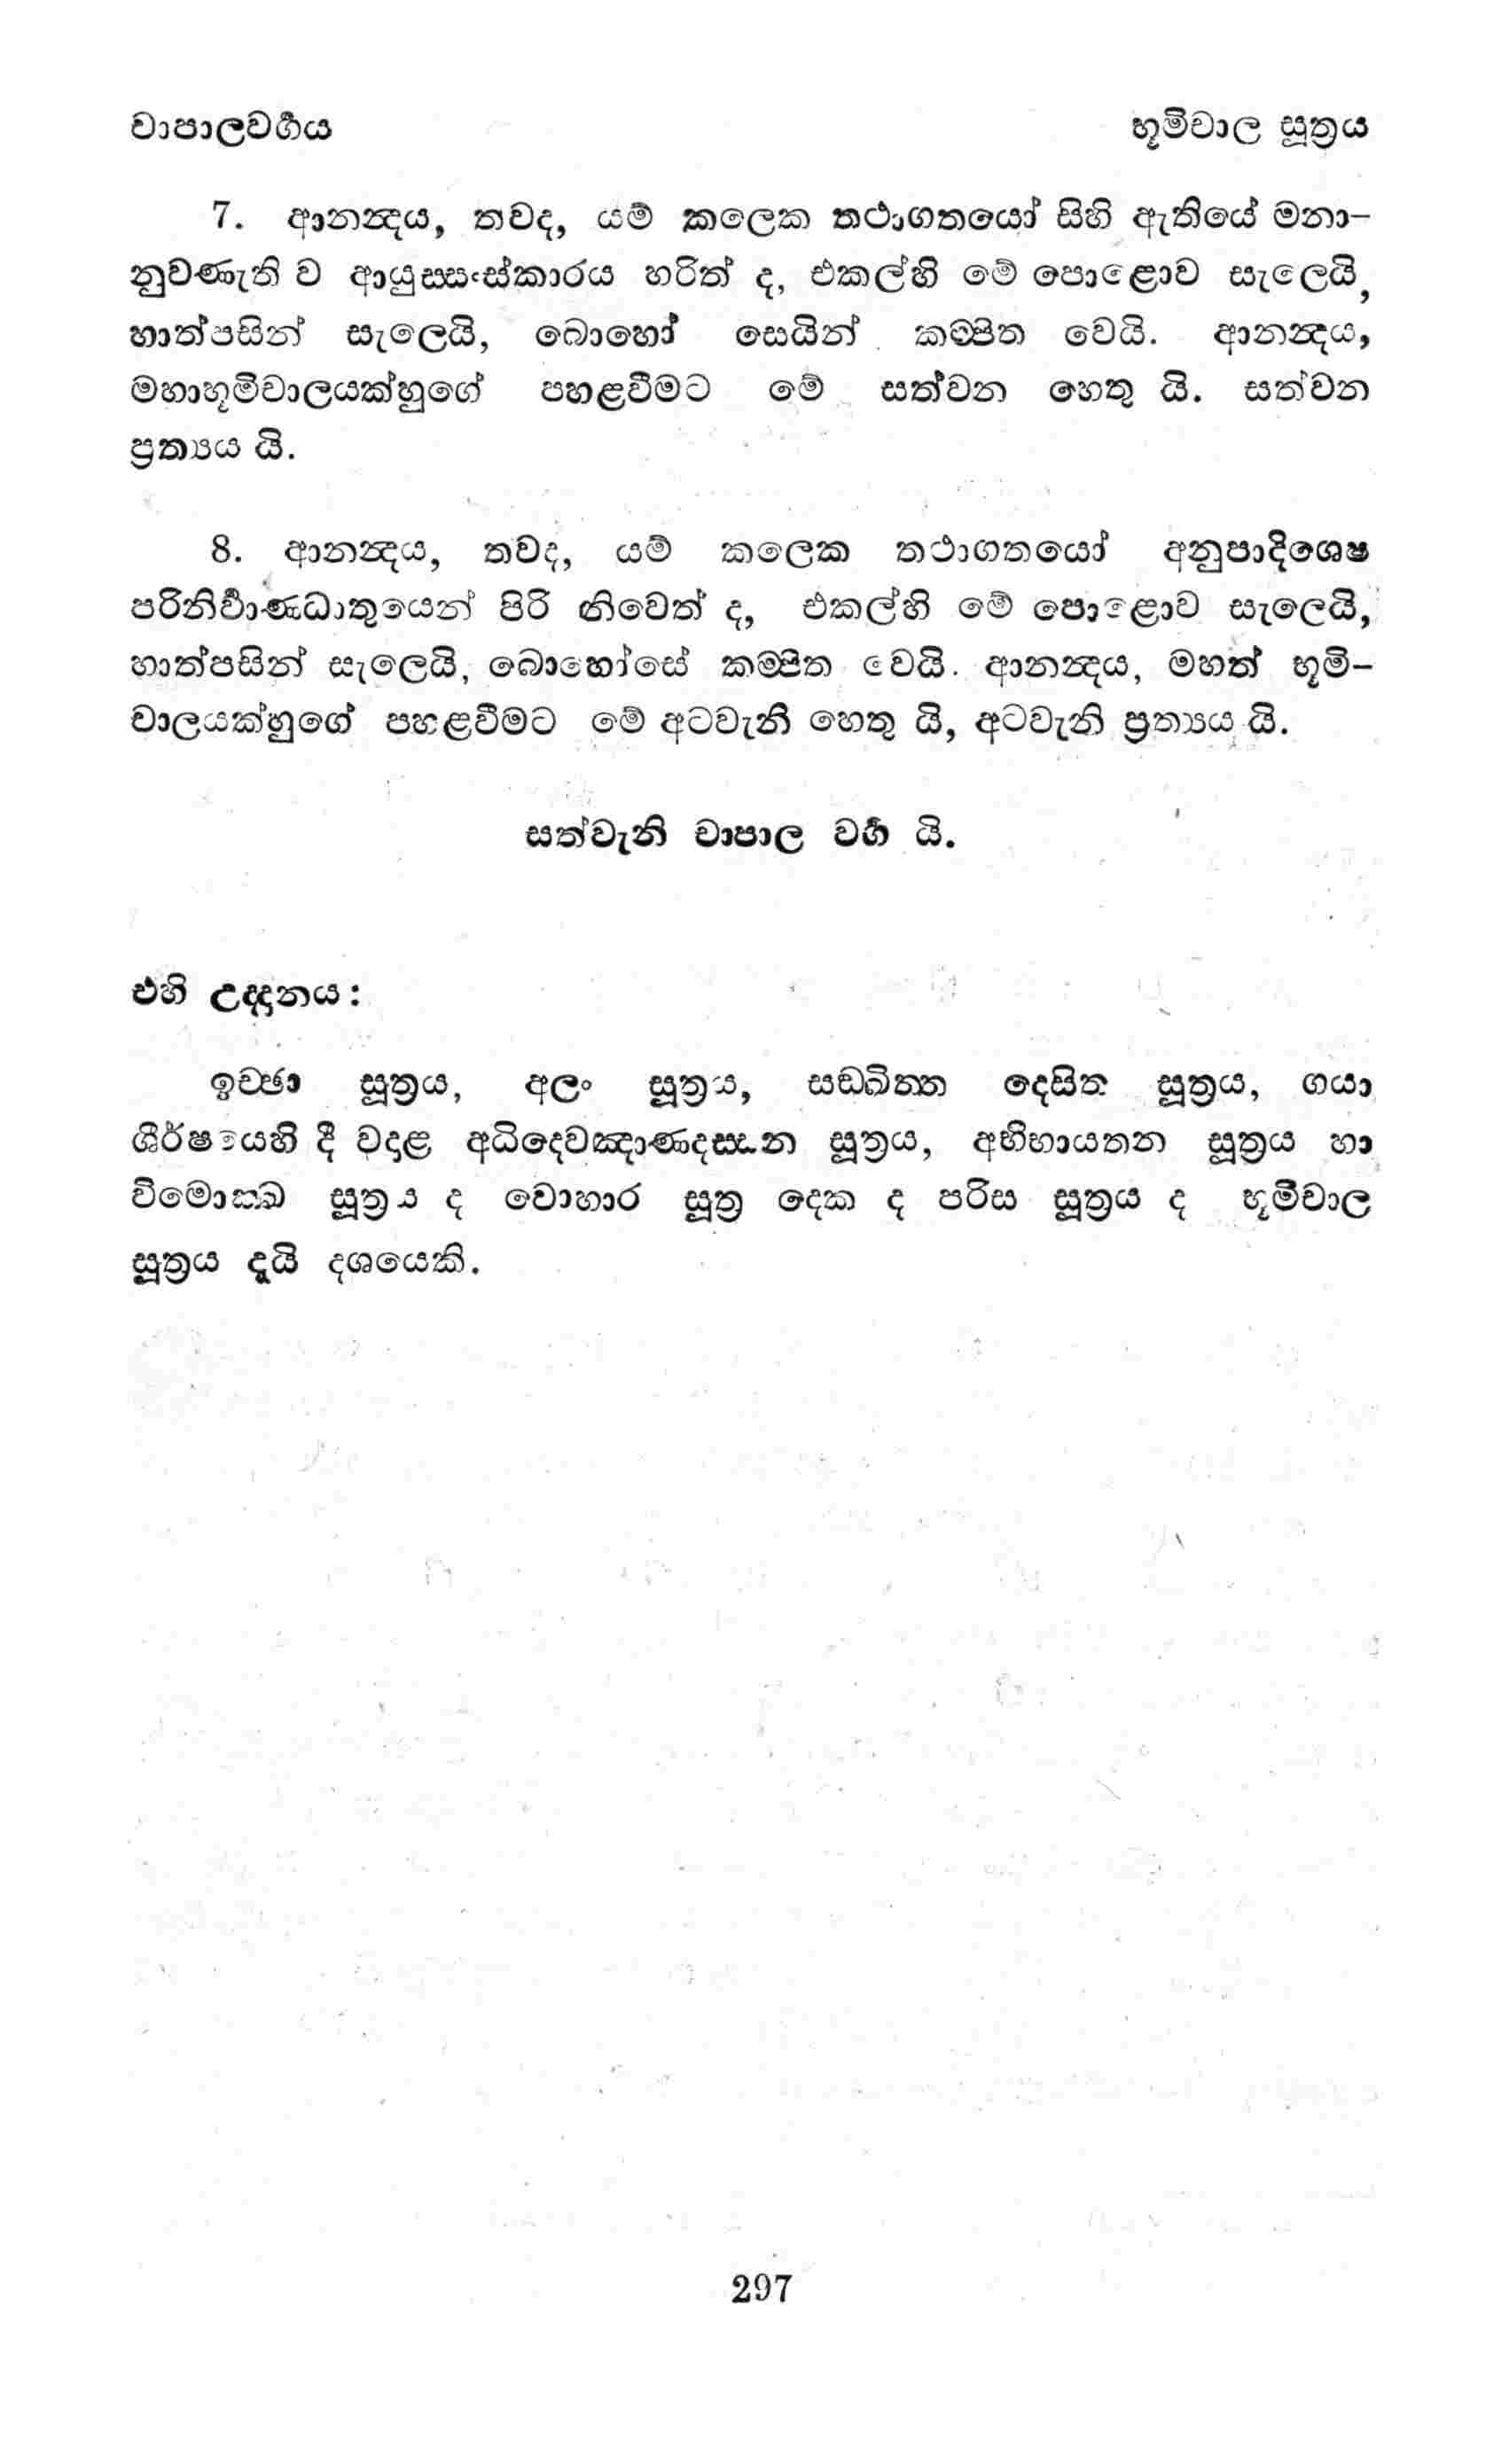 චාපාලවර්‍ගය
භූමිචාල සූත්‍රය
7. ආනන්‍දය, තවද, යම් කලෙක තථාගතයෝ සිහි ඇතියේ මනා-
නුවණැති ව ආයුස්සංස්කාරය හරිත් ද, එකල්හි මේ පොළොව සැලෙයි,
හාත්පසින් සැලෙයි, බොහෝ සෙයින් කම්පිත වෙයි. ආනන්‍දය,
මහාභූමිචාලයක්හුගේ පහළවීමට මේ සත්වන හෙතු යි. සත්වන
ප්‍රත්‍යය යි.
8. ආනන්‍දය, තවද, යම් කලෙක තථාගතයෝ අනුපාදිශෙෂ
පරිනිර්‍වාණධාතුයෙන් පිරි නිවෙත් ද, එකල්හි මේ පොළොව සැලෙයි,
හාත්පසින් සැලෙයි, බොහෝසේ කම්පිත වෙයි. ආනන්‍දය, මහත් භූමි-
චාලයක්හුගේ පහළවීමට මේ අටවැනි හෙතු යි, අටවැනි ප්‍රත්‍යය යි.
සත්වැනි චාපාල වර්‍ග යි.
එහි උද්දානය:
ඉච්ඡා සූත්‍රය, අලං සූත්‍රය, සඞ්ඛිත්ත දෙසිත සූත්‍රය, ගයා
ශීර්ෂයෙහි දී වදාළ අධිදෙවඤාණදස්සන සූත්‍රය, අභිභායතන සූත්‍රය හා
විමොක්ඛ සූත්‍රය ද වොහාර සූත්‍ර දෙක ද පරිස සූත්‍රය ද භූමිචාල
සූත්‍රය දැයි දශයෙකි.
297